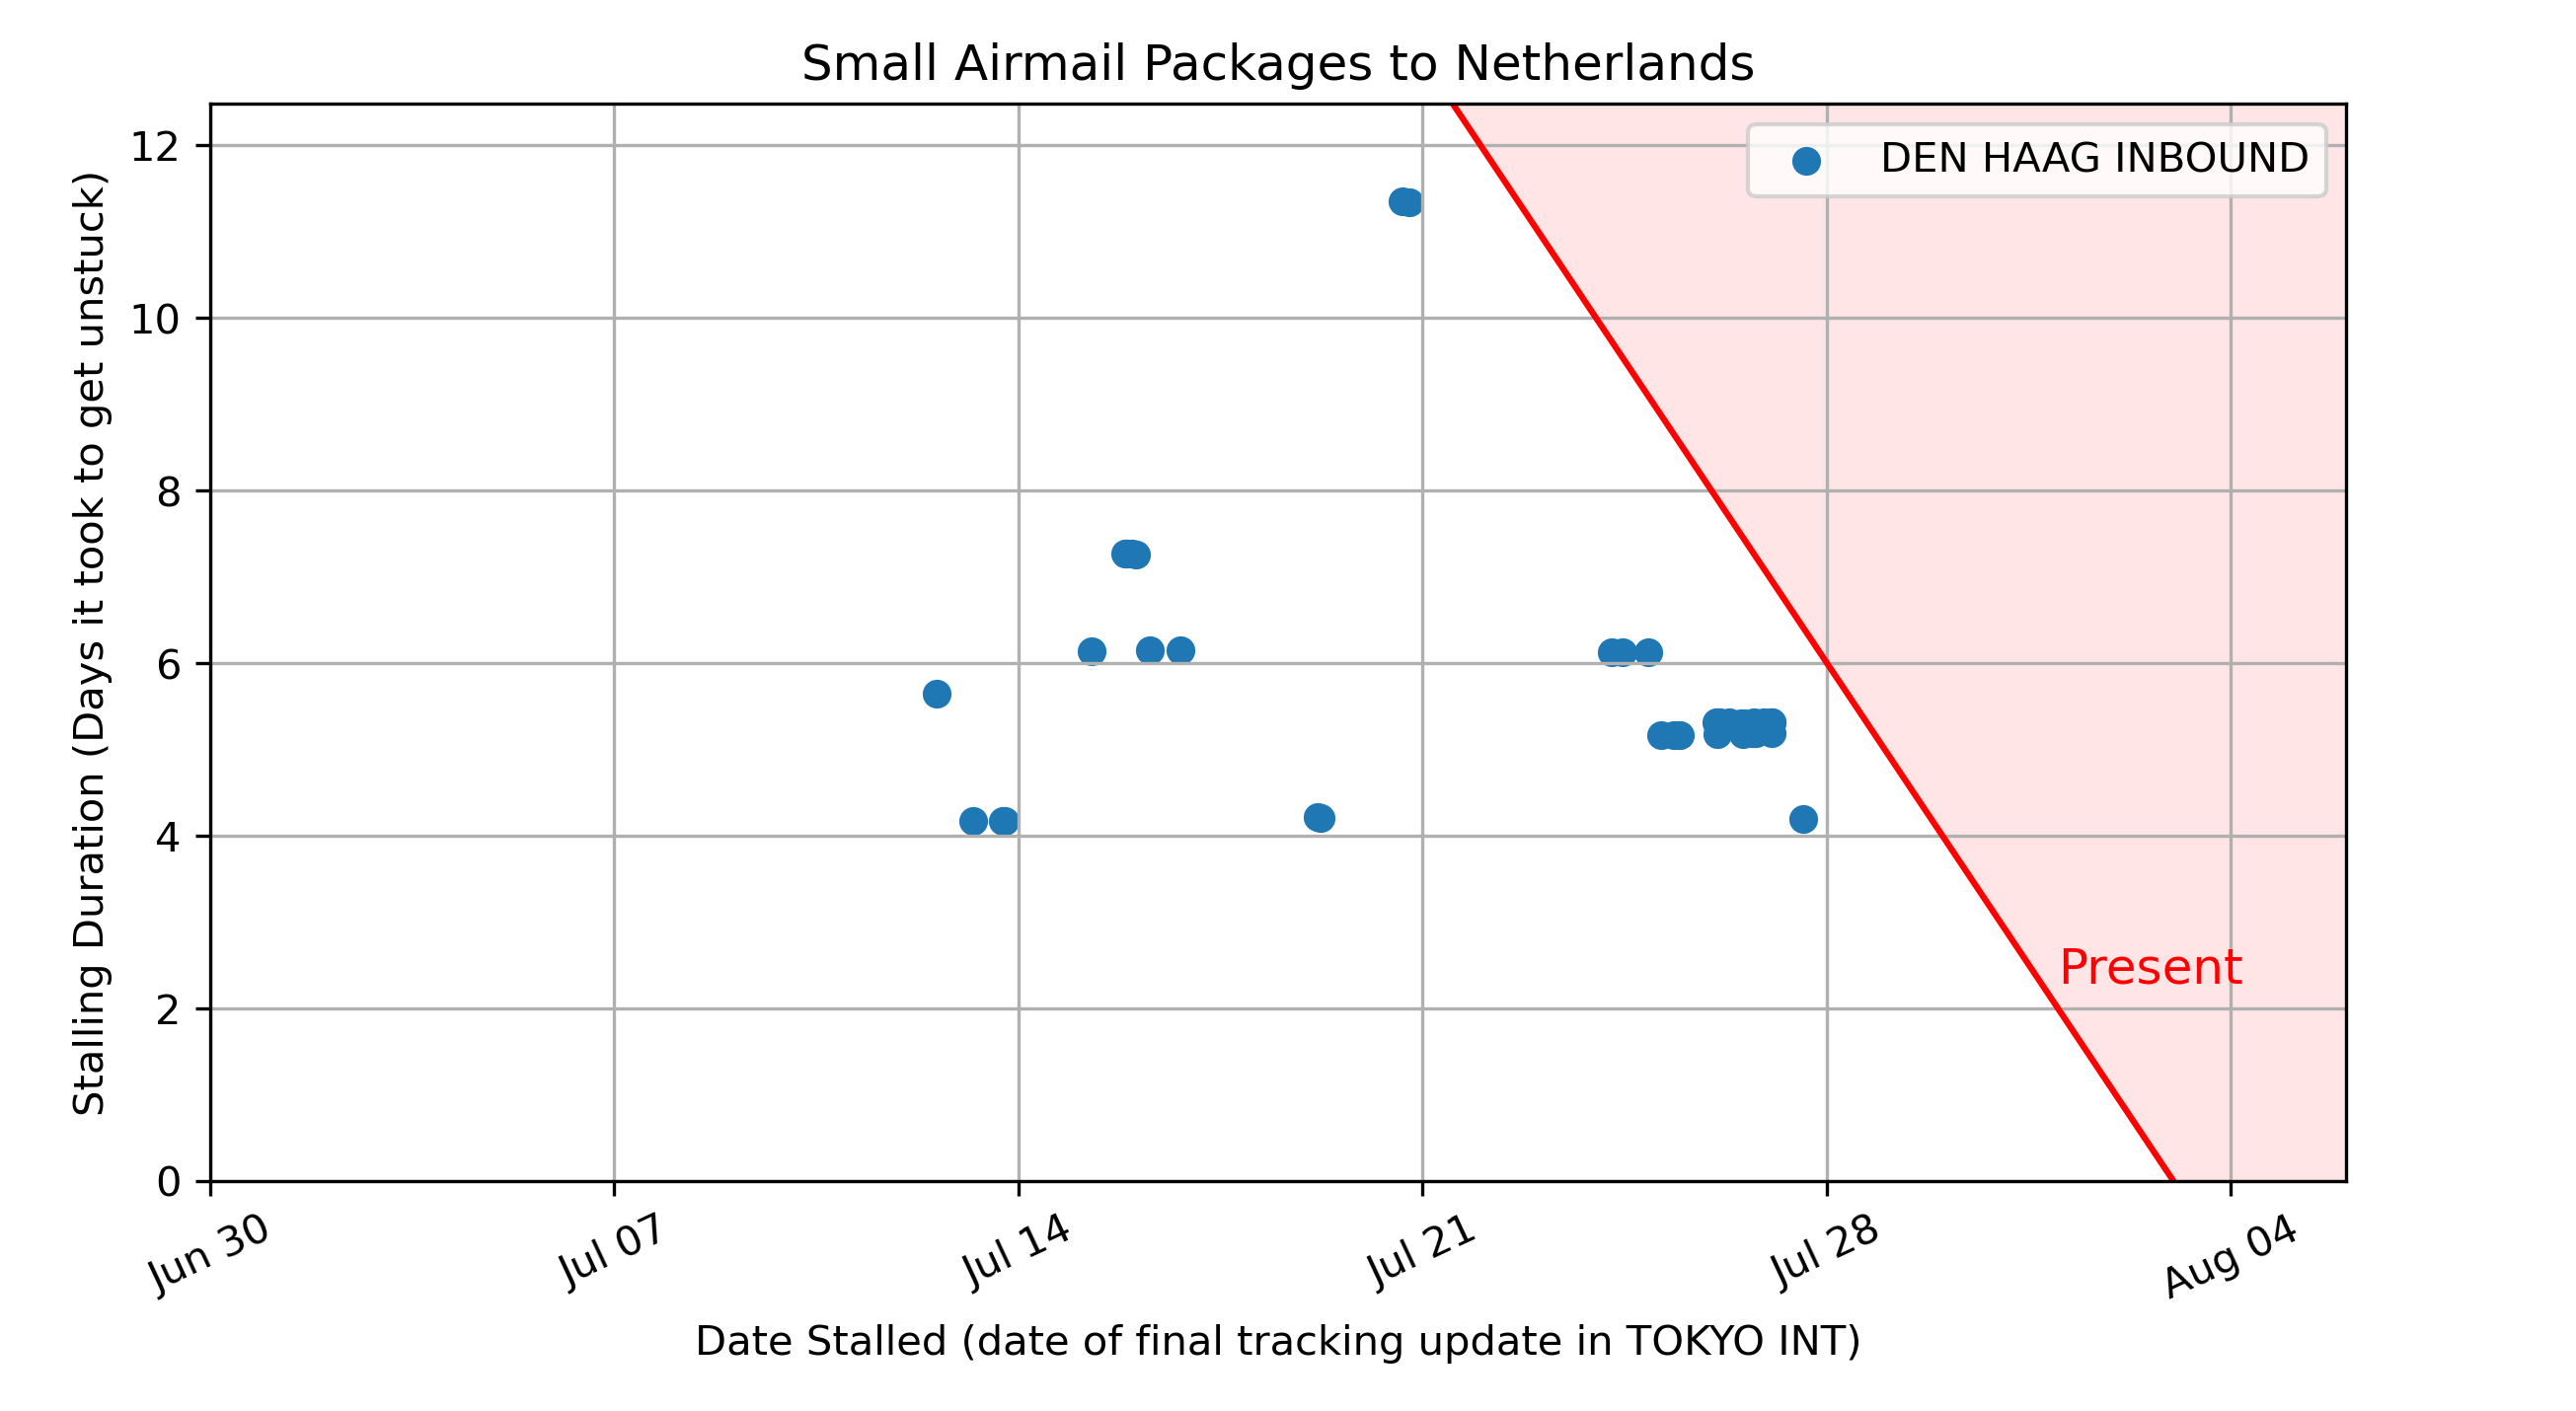 Small Airmail Packages to Netherlands
DEN HAAG INBOUND
Stalling Duration (Days it took to get unstuck)
12
10
8
6
4
2
0
Present
Jun 30
Jul 07
Jul 14
Jul 21
Jul 28
Aug 04
Date Stalled (date of final tracking update in TOKYO INT)